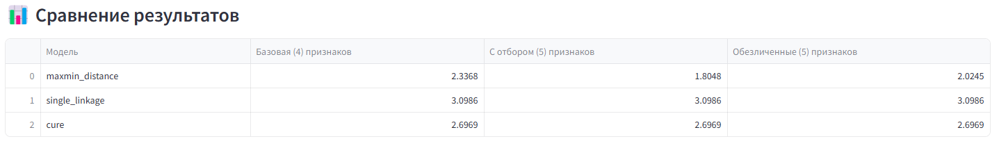 Сравнение результатов
Модель Базовая (4) признаков С отбором (5) признаков Обезличенные (5) признаков
0 maxmin_distance 2.3368 1.8048 2.0245
1 single_linkage 3.0986 3.0986 3.0986
2 cure 2.6969 2.6969 2.6969